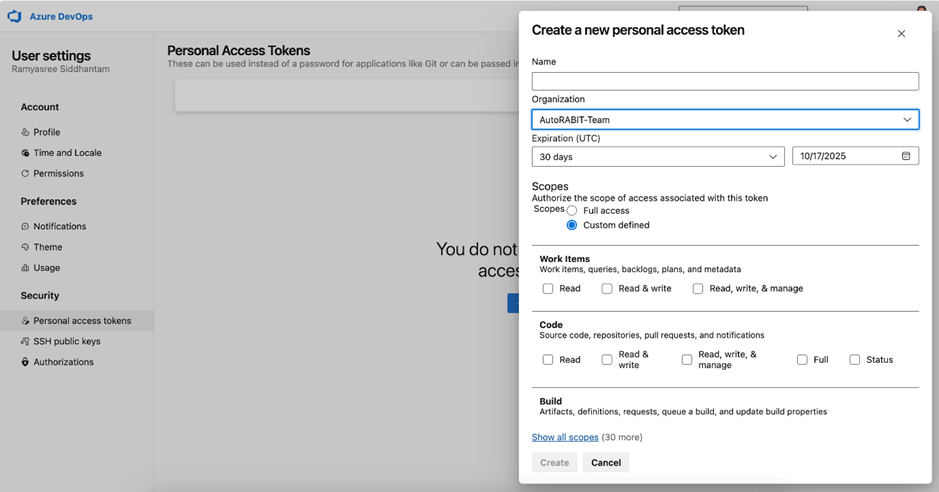 Azure DevOps
User settings
Ramyasree Siddhantam
Account
Profile
Time and Locale
Permissions
Preferences
Notifications
Theme
Usage
Security
Personal access tokens
SSH public keys
Authorizations
Personal Access Tokens
These can be used instead of a password for applications like Git or can be passed in
You do not
acces
Create a new personal access token
Name
Organization
AutoRABIT-Team
Expiration (UTC)
30 days
10/17/2025
Scopes
Authorize the scope of access associated with this token
Scopes Full access
Custom defined
Work Items
Work items, queries, backlogs, plans, and metadata
Read Read & write Read, write, & manage
Code
Source code, repositories, pull requests, and notifications
Read Read & write Read, write, & manage Full Status
Build
Artifacts, definitions, requests, queue a build, and update build properties
Show all scopes (30 more)
Create Cancel